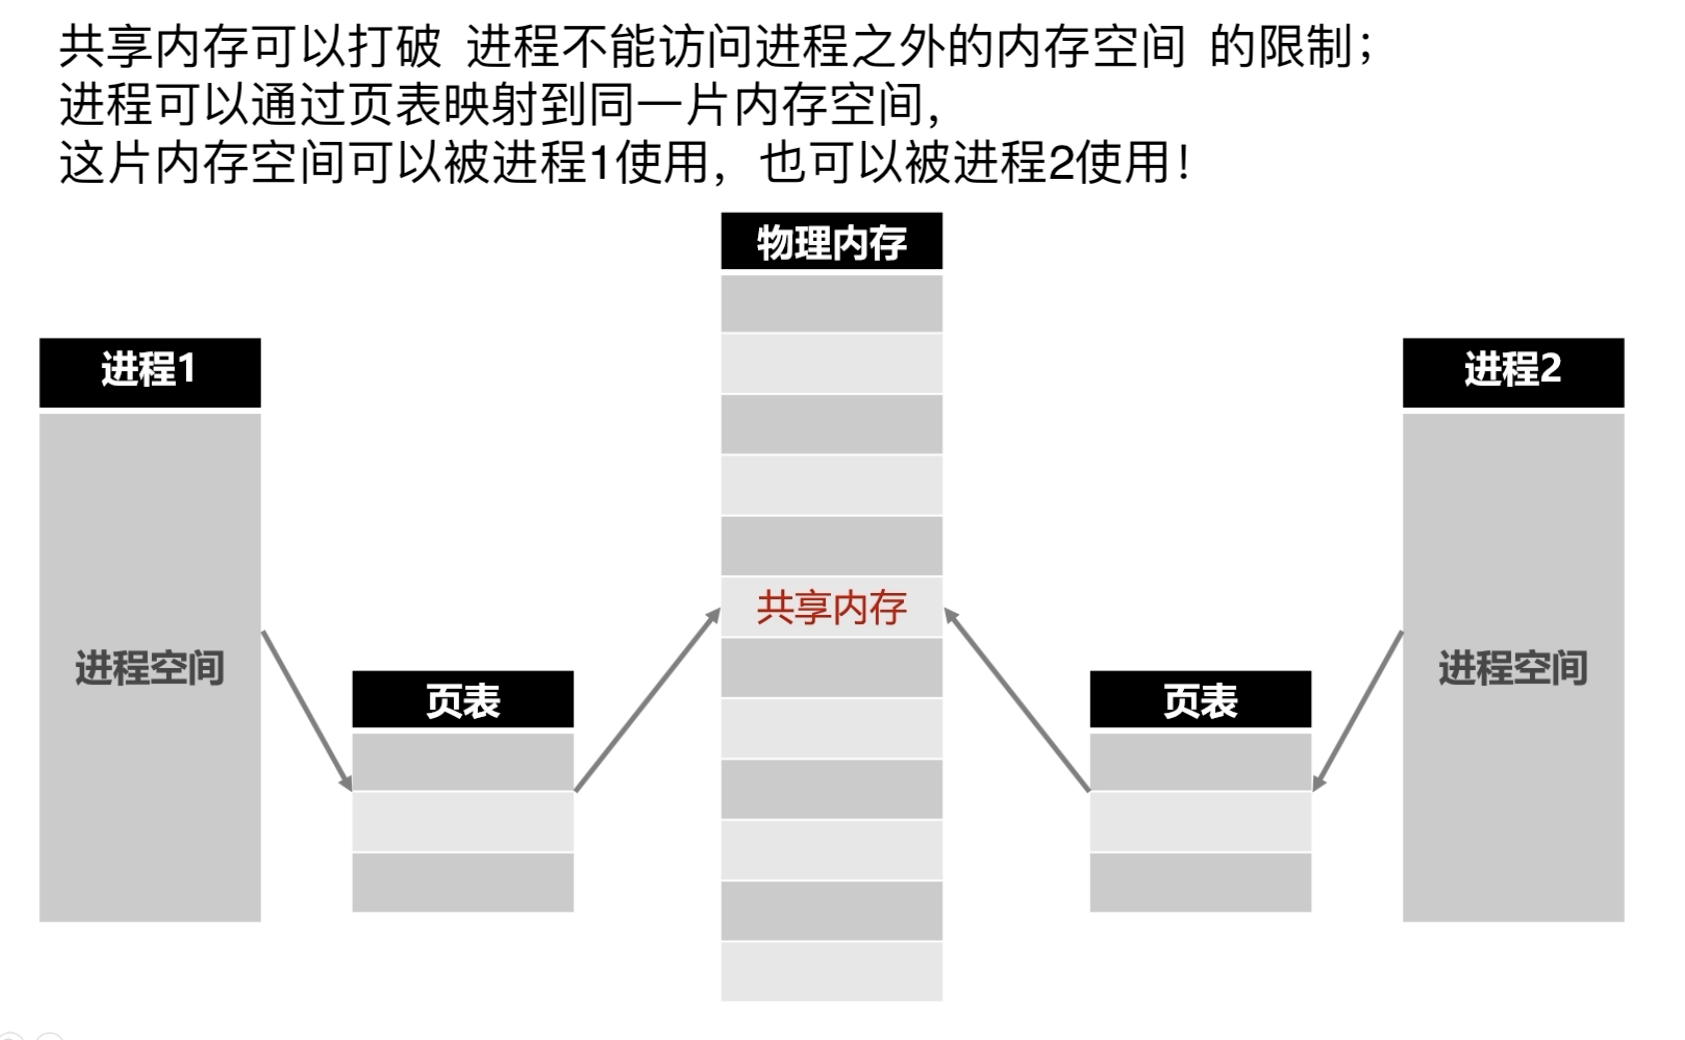 共享内存可以打破 进程不能访问进程之外的内存空间 的限制；
进程可以通过页表映射到同一片内存空间，
这片内存空间可以被进程1使用，也可以被进程2使用！
物理内存
进程1
进程2
共享内存
进程空间
进程空间
页表
页表